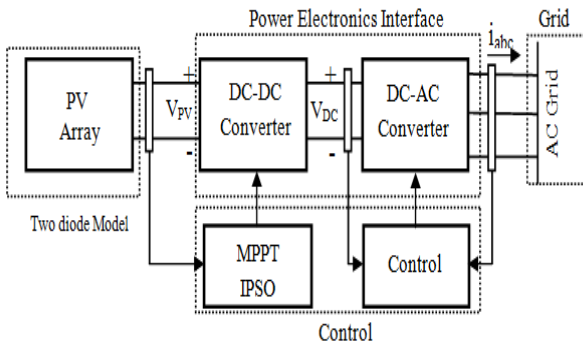 Power Electronics Interface
i_abc
Grid
PV
Array
+
V_PV
-
DC-DC
Converter
+
V_DC
-
DC-AC
Converter
AC Grid
Two diode Model
MPPT
IPSO
Control
Control